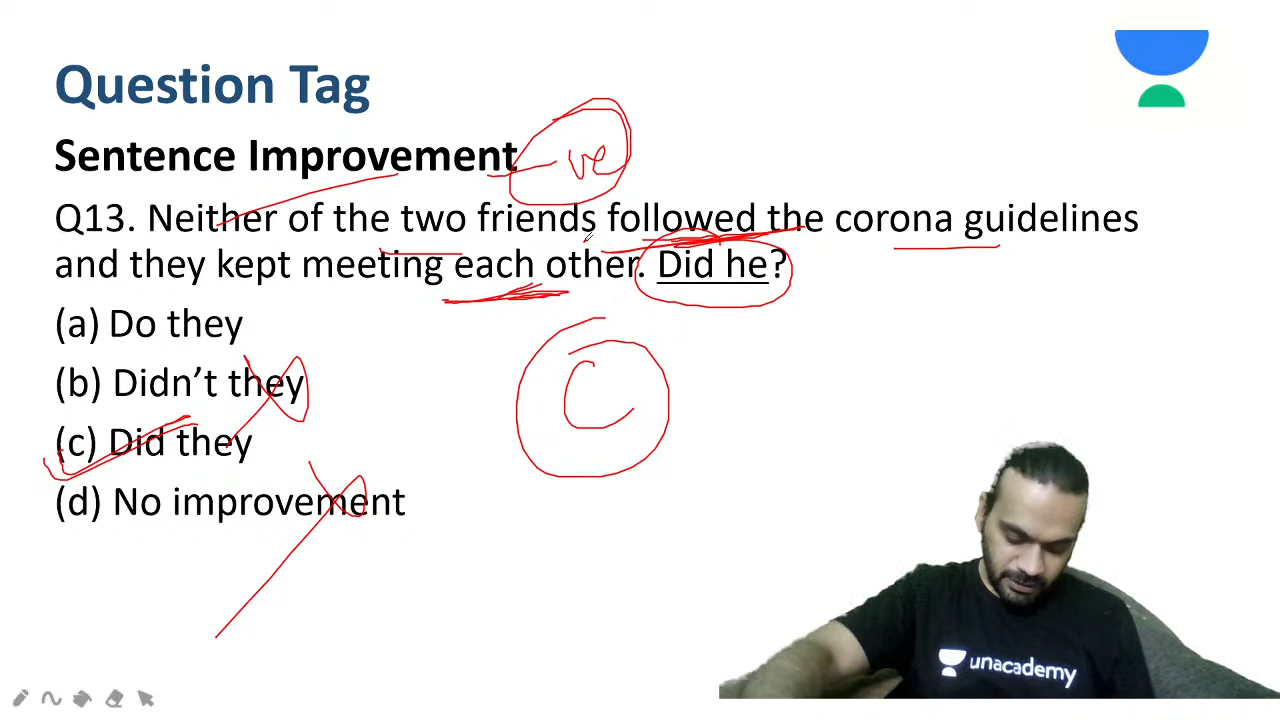 Question Tag
Sentence Improvement
-ve
Q13. Neither of the two friends followed the corona guidelines
and they kept meeting each other. Did he?
(a) Do they
(b) Didn't they
(c) Did they
(d) No improvement
C
unacademy